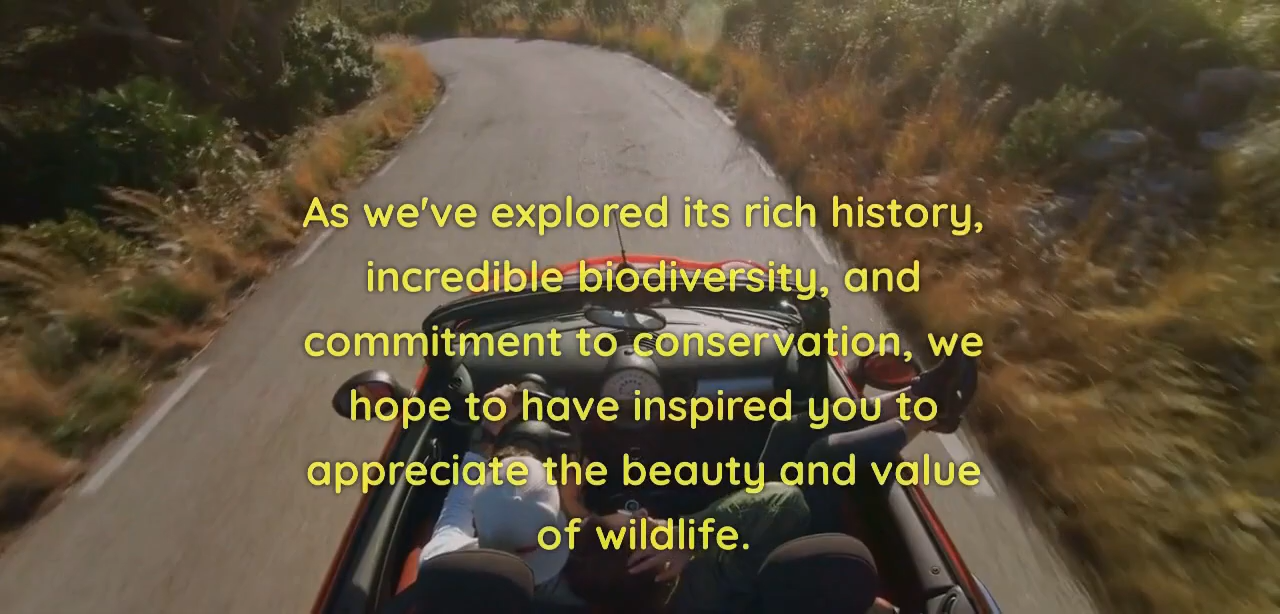 As we've explored its rich history,
incredible biodiversity, and
commitment to conservation, we
hope to have inspired you to
appreciate the beauty and value
of wildlife.